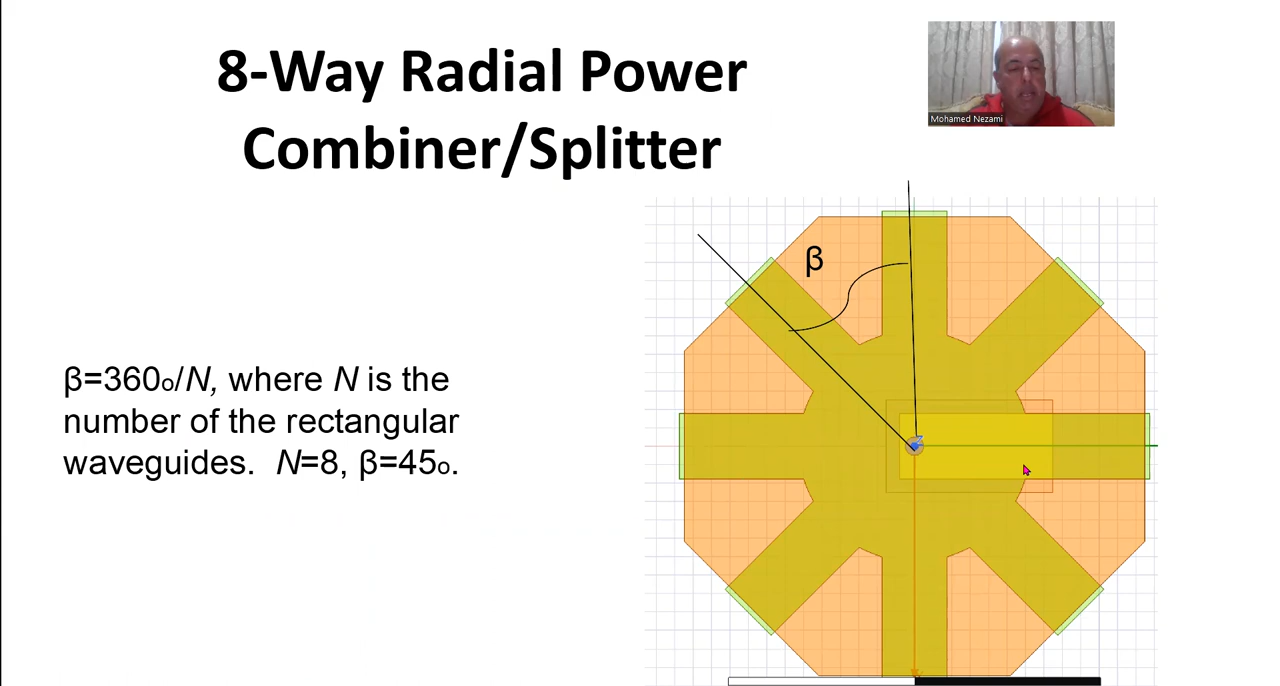 8-Way Radial Power
Combiner/Splitter
Mohamed Nezami
β
β=360o/N, where N is the
number of the rectangular
waveguides. N=8, β=45o.